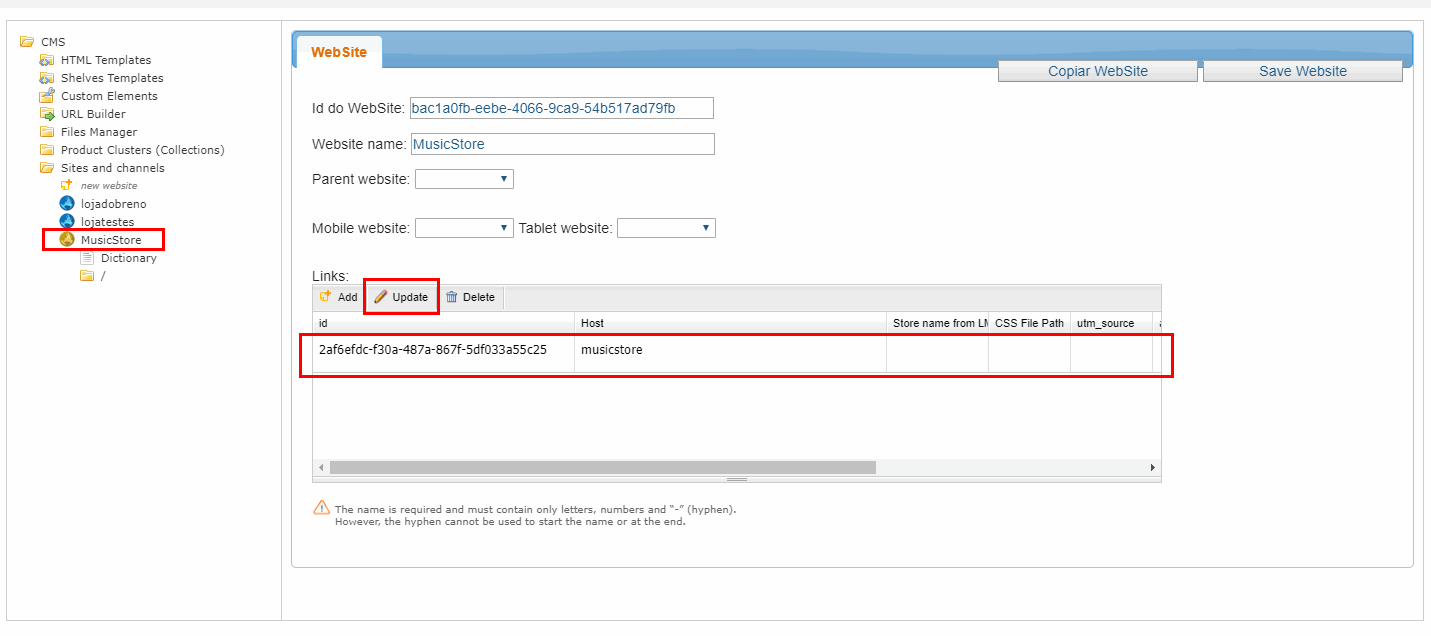 CMS
HTML Templates
Shelves Templates
Custom Elements
URL Builder
Files Manager
Product Clusters (Collections)
Sites and channels
new website
lojadobreno
lojatestes
MusicStore
Dictionary
/
WebSite
Copiar WebSite
Save Website
Id do WebSite: bac1a0fb-eebe-4066-9ca9-54b517ad79fb
Website name: MusicStore
Parent website:
Mobile website: Tablet website:
Links:
Add Update Delete
id Host Store name from LM CSS File Path utm_source
2af6efdc-f30a-487a-867f-5df033a55c25 musicstore
The name is required and must contain only letters, numbers and “-” (hyphen).
However, the hyphen cannot be used to start the name or at the end.